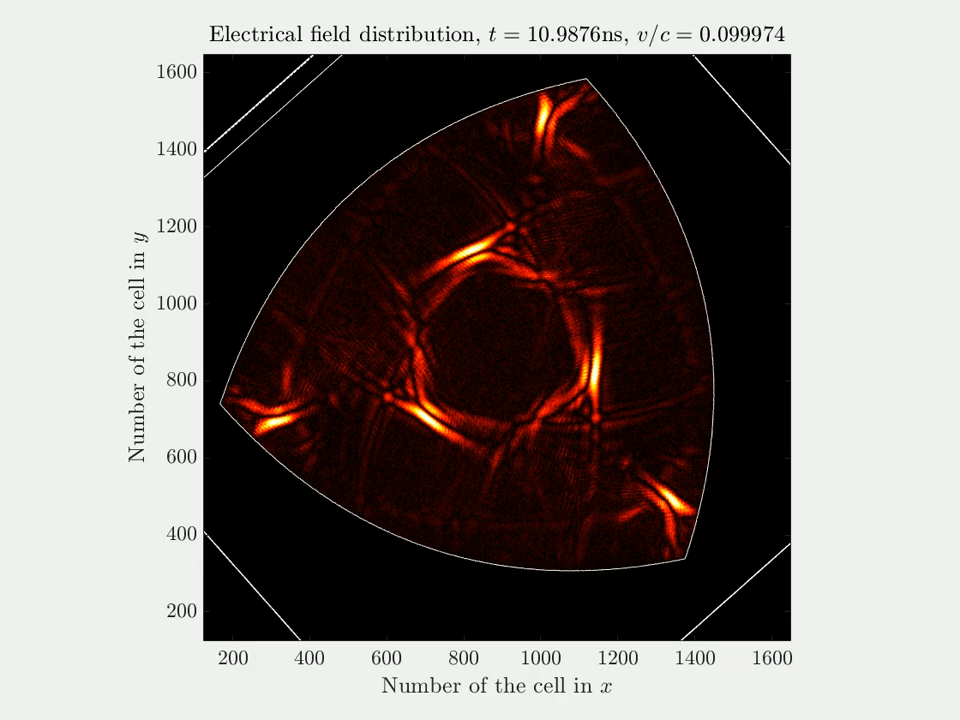 Electrical field distribution, t = 10.9876ns, v/c = 0.099974
1600
1400
1200
1000
800
600
400
200
Number of the cell in y
200 400 600 800 1000 1200 1400 1600
Number of the cell in x